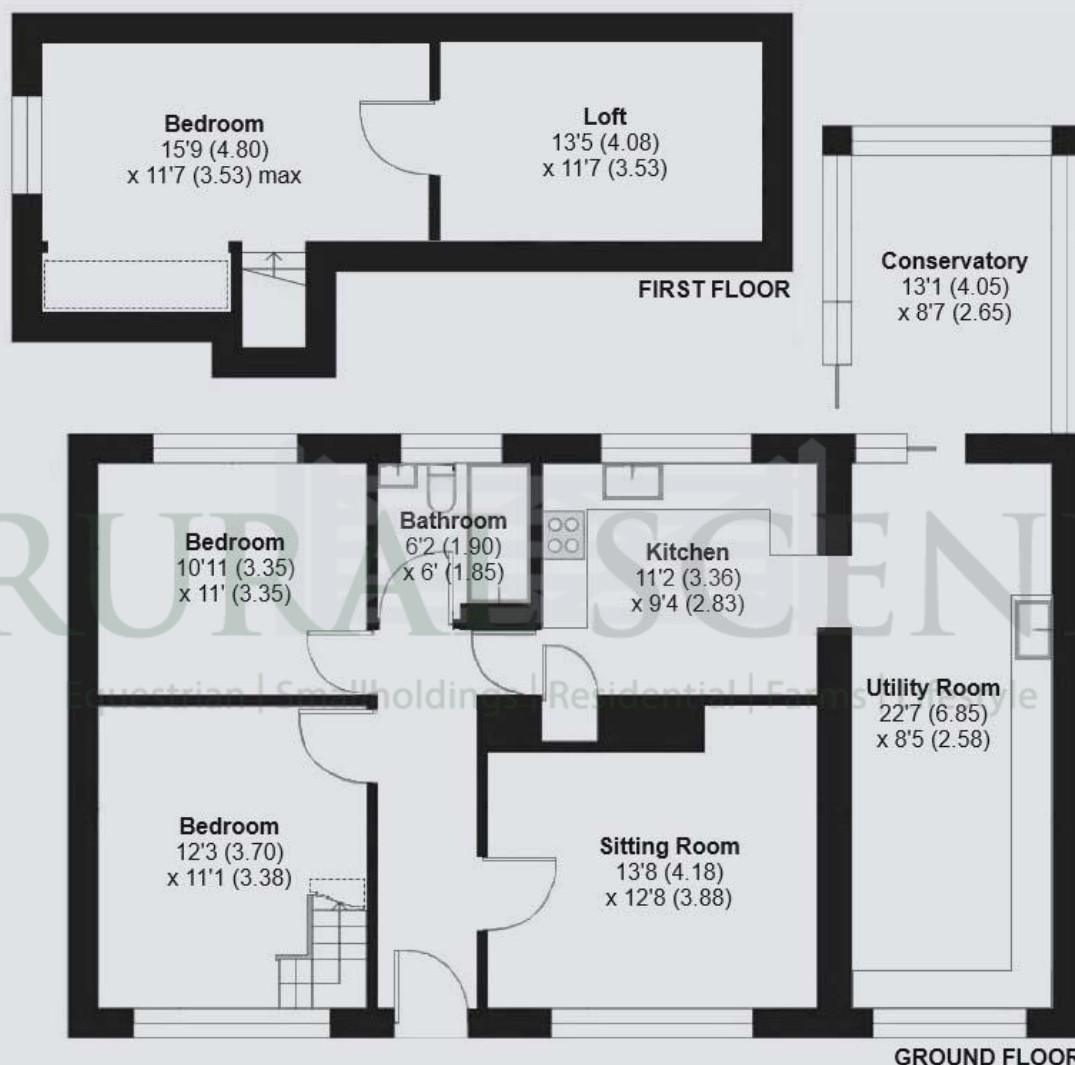 Bedroom
15'9 (4.80)
x 11'7 (3.53) max
Loft
13'5 (4.08)
x 11'7 (3.53)
FIRST FLOOR
Conservatory
13'1 (4.05)
x 8'7 (2.65)
Bedroom
10'11 (3.35)
x 11' (3.35)
Bathroom
6'2 (1.90)
x 6' (1.85)
Kitchen
11'2 (3.36)
x 9'4 (2.83)
RURAL SCENE
Equestrian | Smallholdings | Residential | Farms | Lifestyle
Utility Room
22'7 (6.85)
x 8'5 (2.58)
Bedroom
12'3 (3.70)
x 11'1 (3.38)
Sitting Room
13'8 (4.18)
x 12'8 (3.88)
GROUND FLOOR